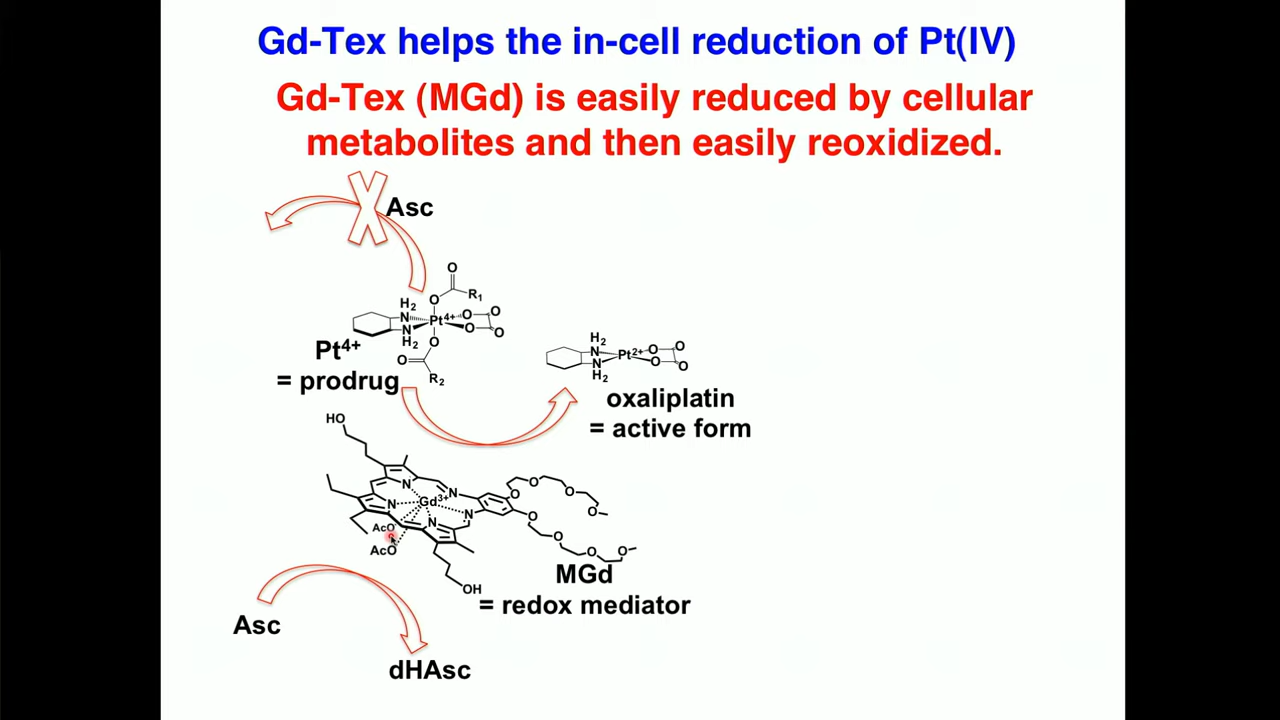 Gd-Tex helps the in-cell reduction of Pt(IV)
Gd-Tex (MGd) is easily reduced by cellular
metabolites and then easily reoxidized.
Asc
O
O
R1
H2
N
Pt4+
O
O
N
O
O
H2
O
O
R2
Pt4+
= prodrug
H2
N
Pt2+
O
O
N
O
O
H2
oxaliplatin
= active form
HO
N
N
Gd3+
N
N
N
O
O
O
O
O
O
O
O
AcO
AcO
OH
MGd
= redox mediator
Asc
dHAsc